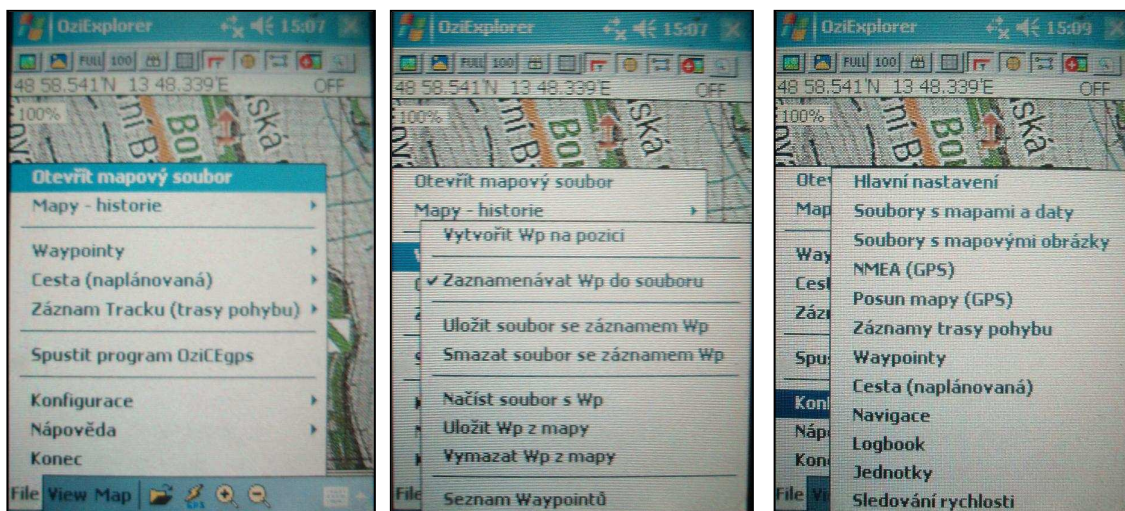 OziExplorer 15:07
FULL 100
48 58.541'N 13 48.339'E OFF
100%
Otevřít mapový soubor
Mapy - historie
Waypointy
Cesta (naplánovaná)
Záznam Tracku (trasy pohybu)
Spustit program OziCEgps
Konfigurace
Nápověda
Konec
File View Map
OziExplorer 15:07
FULL 100
48 58.541'N 13 48.339'E OFF
100%
Otevřít mapový soubor
Mapy - historie
Vytvořit Wp na pozici
Zaznamenávat Wp do souboru
Uložit soubor se záznamem Wp
Smazat soubor se záznamem Wp
Načíst soubor s Wp
Uložit Wp z mapy
Vymazat Wp z mapy
Seznam Waypointů
File
OziExplorer 15:09
FULL 100
48 58.541'N 13 48.339'E OFF
100%
Hlavní nastavení
Soubory s mapami a daty
Soubory s mapovými obrázky
NMEA (GPS)
Posun mapy (GPS)
Záznamy trasy pohybu
Waypointy
Cesta (naplánovaná)
Navigace
Logbook
Jednotky
Sledování rychlosti
File